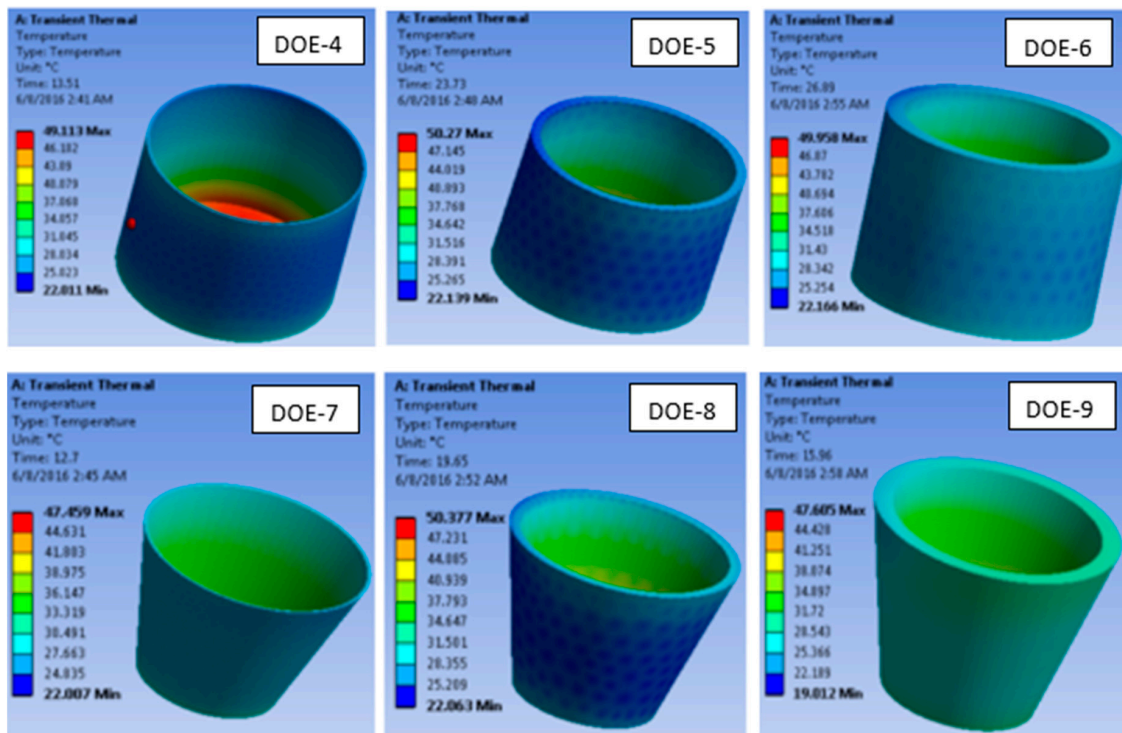 A: Transient Thermal
Temperature
Type: Temperature
Unit: °C
Time: 13.51
6/8/2016 2:41 AM
DOE-4
49.113 Max
46.102
43.09
40.079
37.068
34.057
31.045
28.034
25.023
22.011 Min
A: Transient Thermal
Temperature
Type: Temperature
Unit: °C
Time: 23.73
6/8/2016 2:48 AM
DOE-5
50.27 Max
47.145
44.019
40.893
37.768
34.642
31.516
28.391
25.265
22.139 Min
A: Transient Thermal
Temperature
Type: Temperature
Unit: °C
Time: 26.89
6/8/2016 2:55 AM
DOE-6
49.958 Max
46.87
43.782
40.694
37.606
34.518
31.43
28.342
25.254
22.166 Min
A: Transient Thermal
Temperature
Type: Temperature
Unit: °C
Time: 12.7
6/8/2016 2:45 AM
DOE-7
47.459 Max
44.631
41.803
38.975
36.147
33.319
30.491
27.663
24.835
22.007 Min
A: Transient Thermal
Temperature
Type: Temperature
Unit: °C
Time: 19.65
6/8/2016 2:52 AM
DOE-8
50.377 Max
47.231
44.085
40.939
37.793
34.647
31.501
28.355
25.209
22.063 Min
A: Transient Thermal
Temperature
Type: Temperature
Unit: °C
Time: 15.96
6/8/2016 2:58 AM
DOE-9
47.605 Max
44.428
41.251
38.074
34.897
31.72
28.543
25.366
22.189
19.012 Min